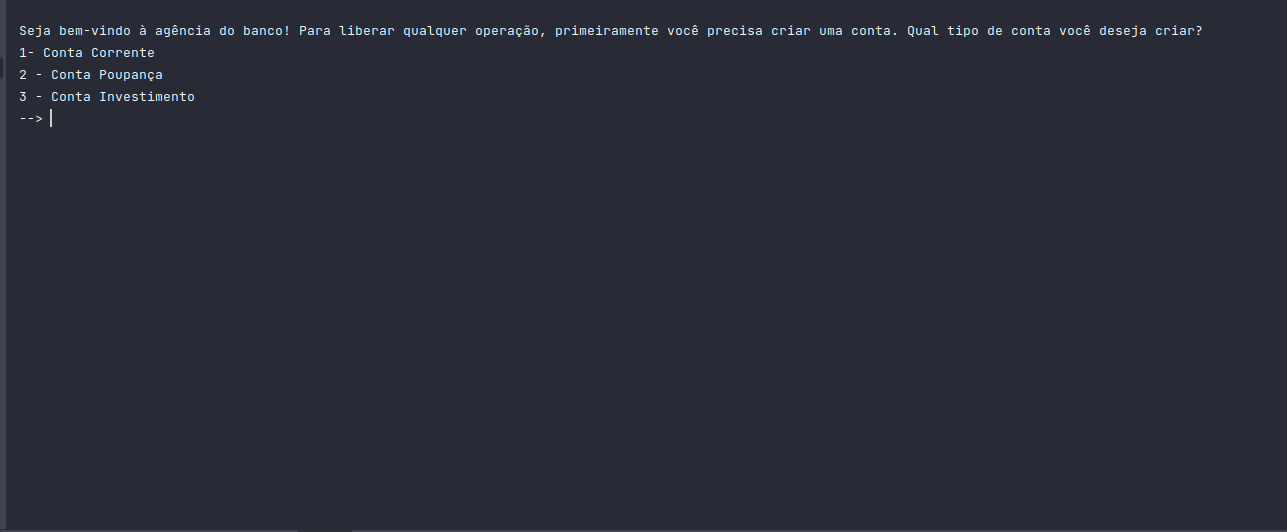 Seja bem-vindo à agência do banco! Para liberar qualquer operação, primeiramente você precisa criar uma conta. Qual tipo de conta você deseja criar?
1- Conta Corrente
2 - Conta Poupança
3 - Conta Investimento
-->